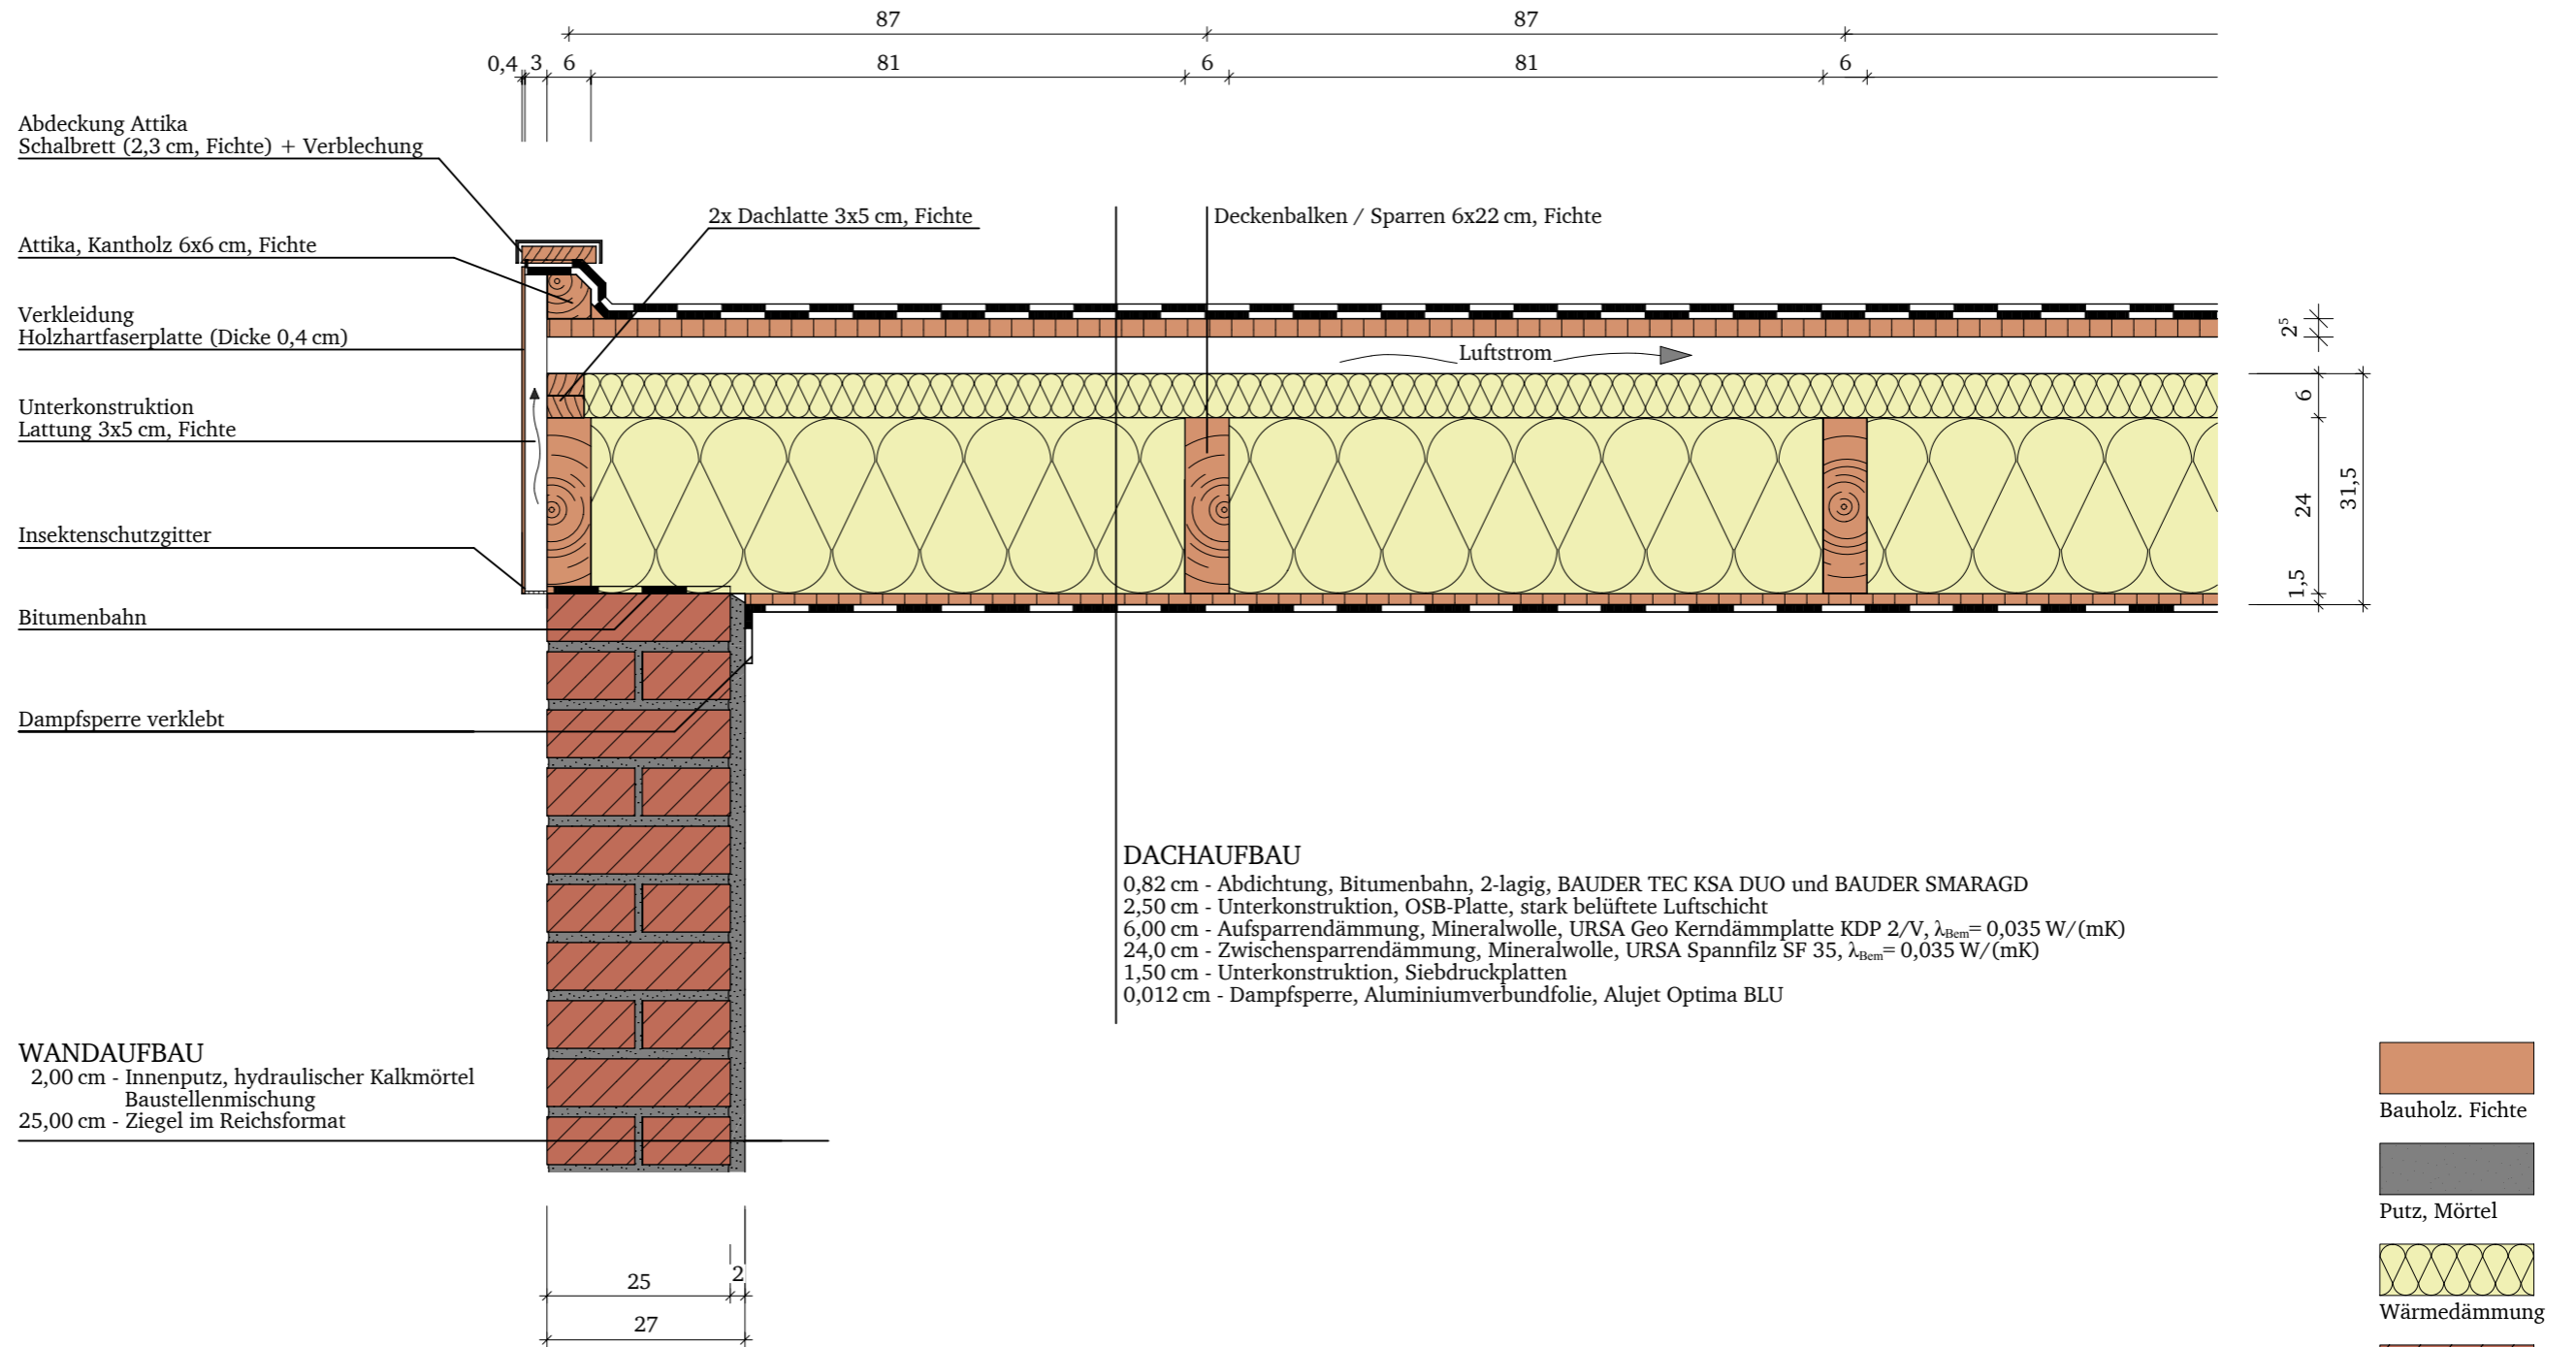 87
87
0,4
3
6
81
6
81
6
Abdeckung Attika
Schalbrett (2,3 cm, Fichte) + Verblechung
2x Dachlatte 3x5 cm, Fichte
Deckenbalken / Sparren 6x22 cm, Fichte
Attika, Kantholz 6x6 cm, Fichte
Verkleidung
Holzhartfaserplatte (Dicke 0,4 cm)
2⁵
Luftstrom
Unterkonstruktion
Lattung 3x5 cm, Fichte
6
24
31,5
1,5
Insektenschutzgitter
Bitumenbahn
Dampfsperre verklebt
DACHAUFBAU
0,82 cm - Abdichtung, Bitumenbahn, 2-lagig, BAUDER TEC KSA DUO und BAUDER SMARAGD
2,50 cm - Unterkonstruktion, OSB-Platte, stark belüftete Luftschicht
6,00 cm - Aufsparrendämmung, Mineralwolle, URSA Geo Kerndämmplatte KDP 2/V, λBem= 0,035 W/(mK)
24,0 cm - Zwischensparrendämmung, Mineralwolle, URSA Spannfilz SF 35, λBem= 0,035 W/(mK)
1,50 cm - Unterkonstruktion, Siebdruckplatten
0,012 cm - Dampfsperre, Aluminiumverbundfolie, Alujet Optima BLU
WANDAUFBAU
2,00 cm - Innenputz, hydraulischer Kalkmörtel
Baustellenmischung
25,00 cm - Ziegel im Reichsformat
Bauholz. Fichte
Putz, Mörtel
Wärmedämmung
25
2
27